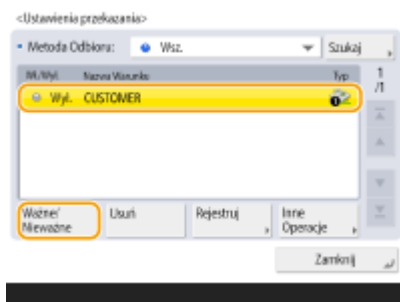 <Ustawienia przekazania>
Metoda Odbioru: Wsz. Szukaj
Wł./Wył. Nazwa Warunku Typ 1
/1
Wył. CUSTOMER
Ważne/ Usuń Rejestruj Inne
Nieważne Operacje
Zamknij